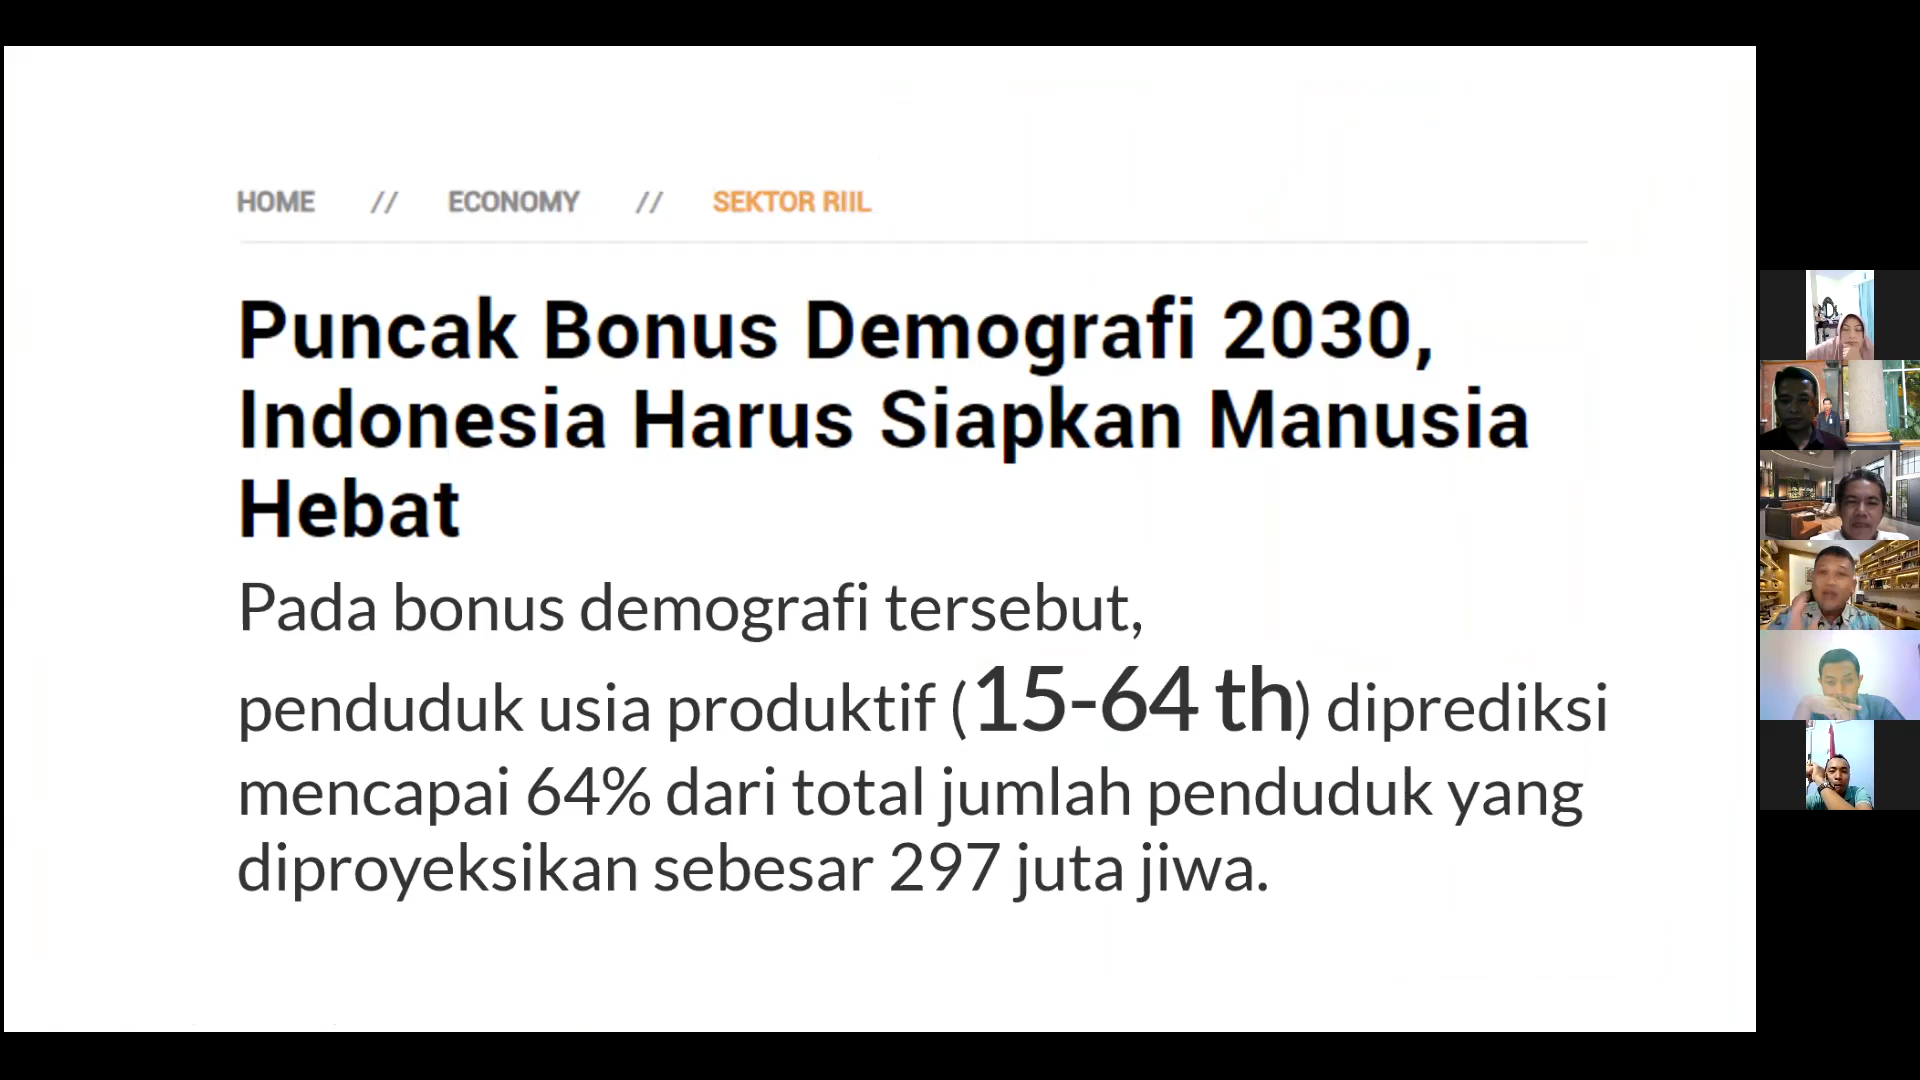 HOME // ECONOMY // SEKTOR RIIL
Puncak Bonus Demografi 2030,
Indonesia Harus Siapkan Manusia
Hebat
Pada bonus demografi tersebut,
penduduk usia produktif (15-64 th) diprediksi
mencapai 64% dari total jumlah penduduk yang
diproyeksikan sebesar 297 juta jiwa.